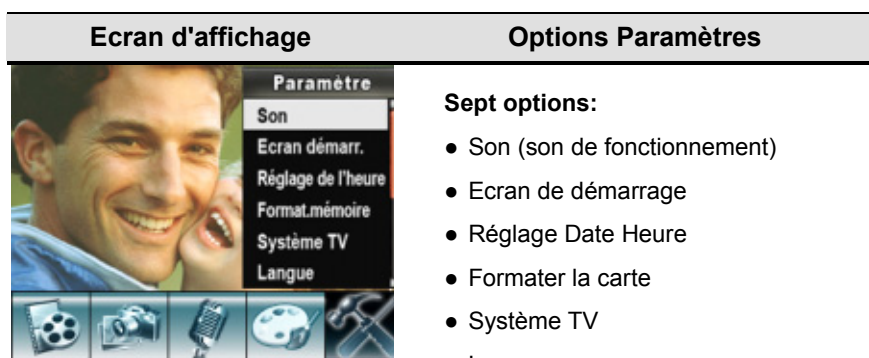 Ecran d'affichage
Options Paramètres
Paramètre
Son
Ecran démarr.
Réglage de l'heure
Format.mémoire
Système TV
Langue
Sept options:
● Son (son de fonctionnement)
● Ecran de démarrage
● Réglage Date Heure
● Formater la carte
● Système TV